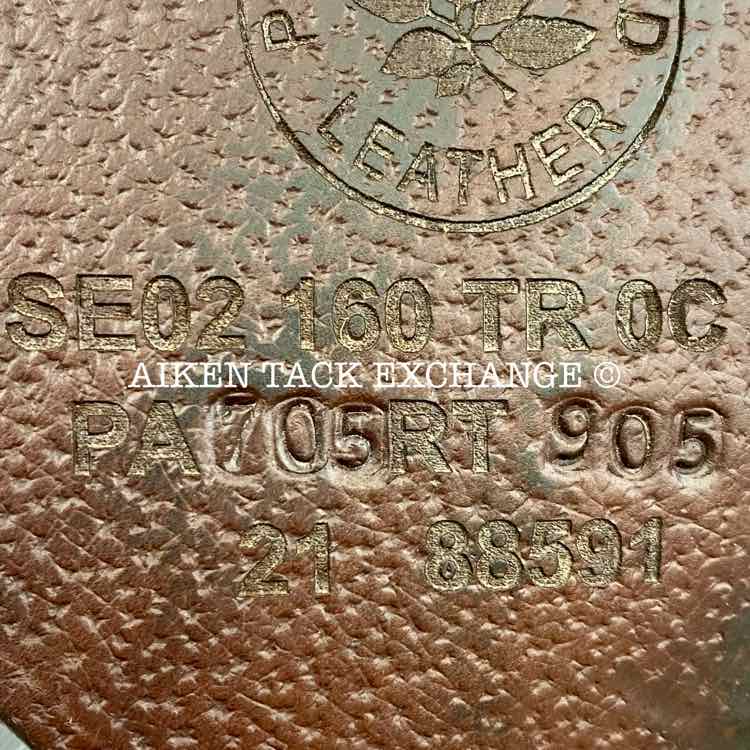 LEATHER
SE02 160 TR 0C
AIKEN TACK EXCHANGE ©
PA705RT 905
21 88591